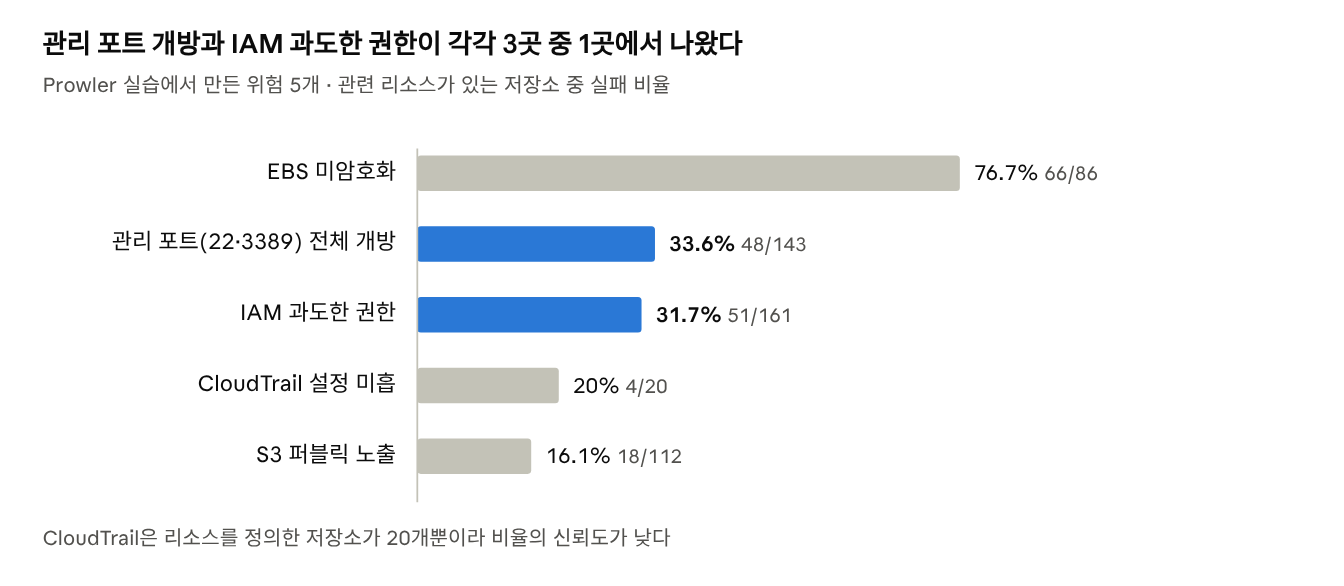 관리 포트 개방과 IAM 과도한 권한이 각각 3곳 중 1곳에서 나왔다
Prowler 실습에서 만든 위험 5개 · 관련 리소스가 있는 저장소 중 실패 비율
EBS 미암호화 76.7% 66/86
관리 포트(22·3389) 전체 개방 33.6% 48/143
IAM 과도한 권한 31.7% 51/161
CloudTrail 설정 미흡 20% 4/20
S3 퍼블릭 노출 16.1% 18/112
CloudTrail은 리소스를 정의한 저장소가 20개뿐이라 비율의 신뢰도가 낮다